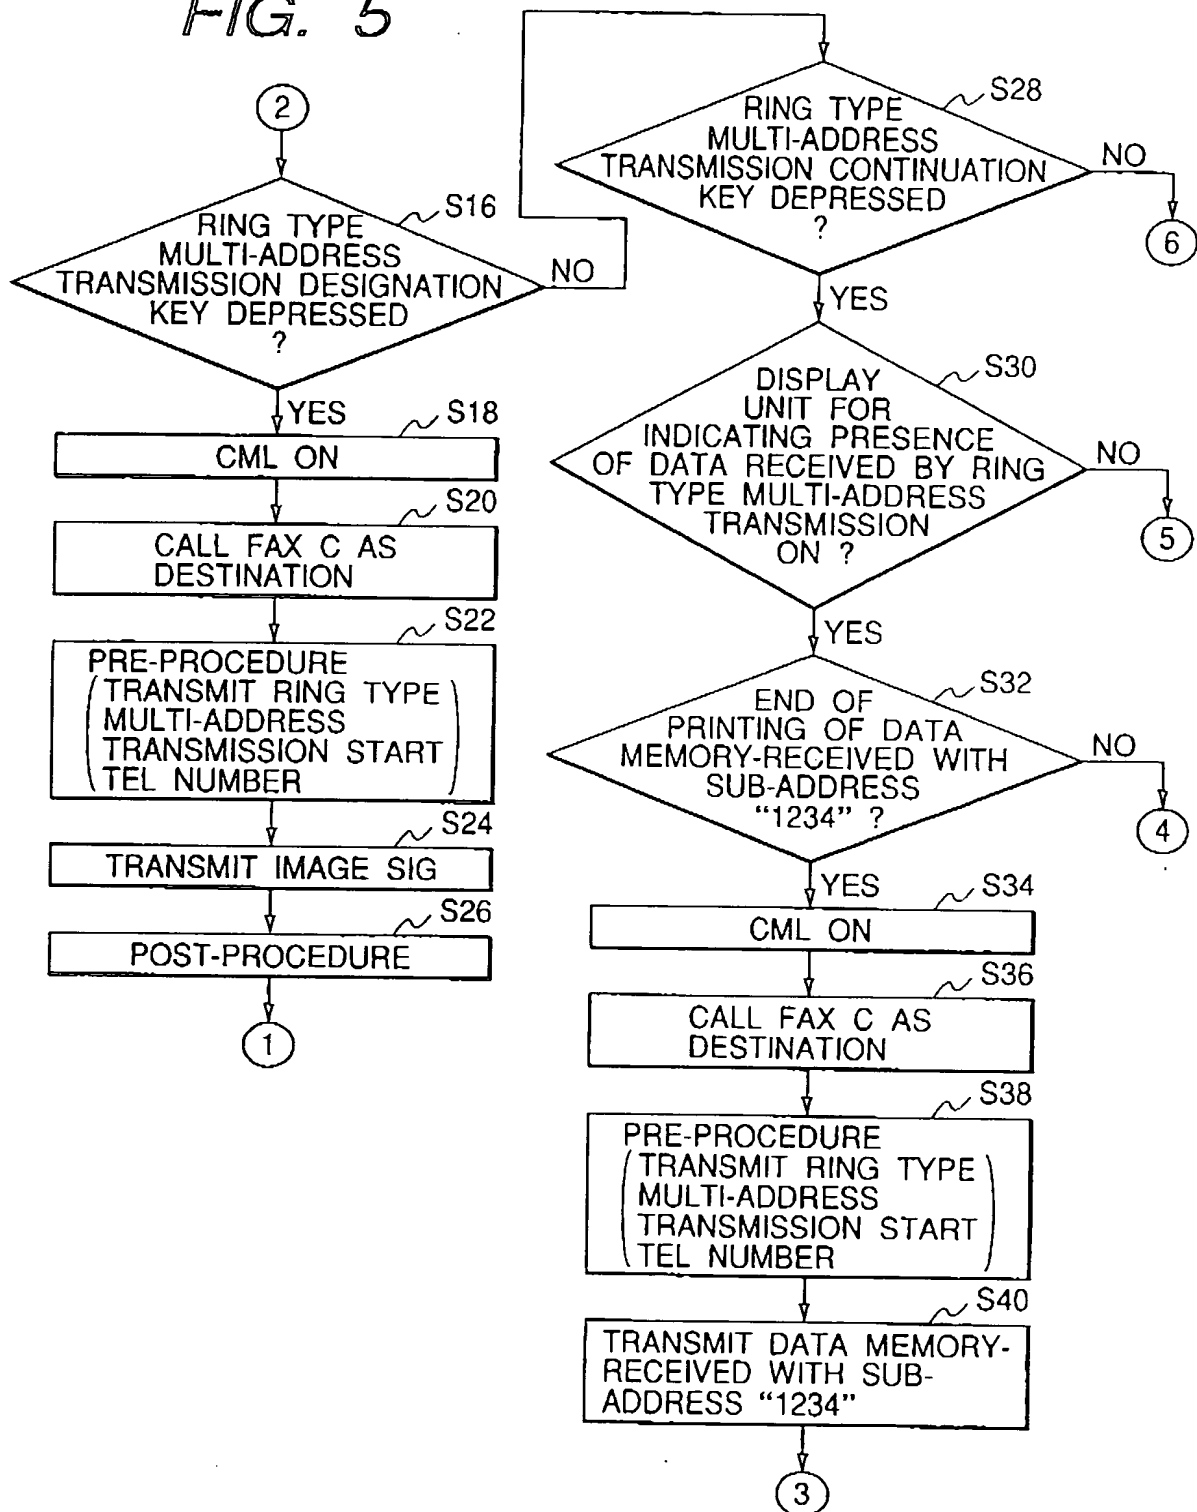 FIG. 5
2
S16
RING TYPE
MULTI-ADDRESS
TRANSMISSION DESIGNATION
KEY DEPRESSED
?
NO
YES
S18
CML ON
S20
CALL FAX C AS
DESTINATION
S22
PRE-PROCEDURE
TRANSMIT RING TYPE
MULTI-ADDRESS
TRANSMISSION START
TEL NUMBER
S24
TRANSMIT IMAGE SIG
S26
POST-PROCEDURE
1
S28
RING TYPE
MULTI-ADDRESS
TRANSMISSION CONTINUATION
KEY DEPRESSED
?
NO
6
YES
S30
DISPLAY
UNIT FOR
INDICATING PRESENCE
OF DATA RECEIVED BY RING
TYPE MULTI-ADDRESS
TRANSMISSION
ON ?
NO
5
YES
S32
END OF
PRINTING OF DATA
MEMORY-RECEIVED WITH
SUB-ADDRESS
“1234” ?
NO
4
YES
S34
CML ON
S36
CALL FAX C AS
DESTINATION
S38
PRE-PROCEDURE
TRANSMIT RING TYPE
MULTI-ADDRESS
TRANSMISSION START
TEL NUMBER
S40
TRANSMIT DATA MEMORY-
RECEIVED WITH SUB-
ADDRESS “1234”
3